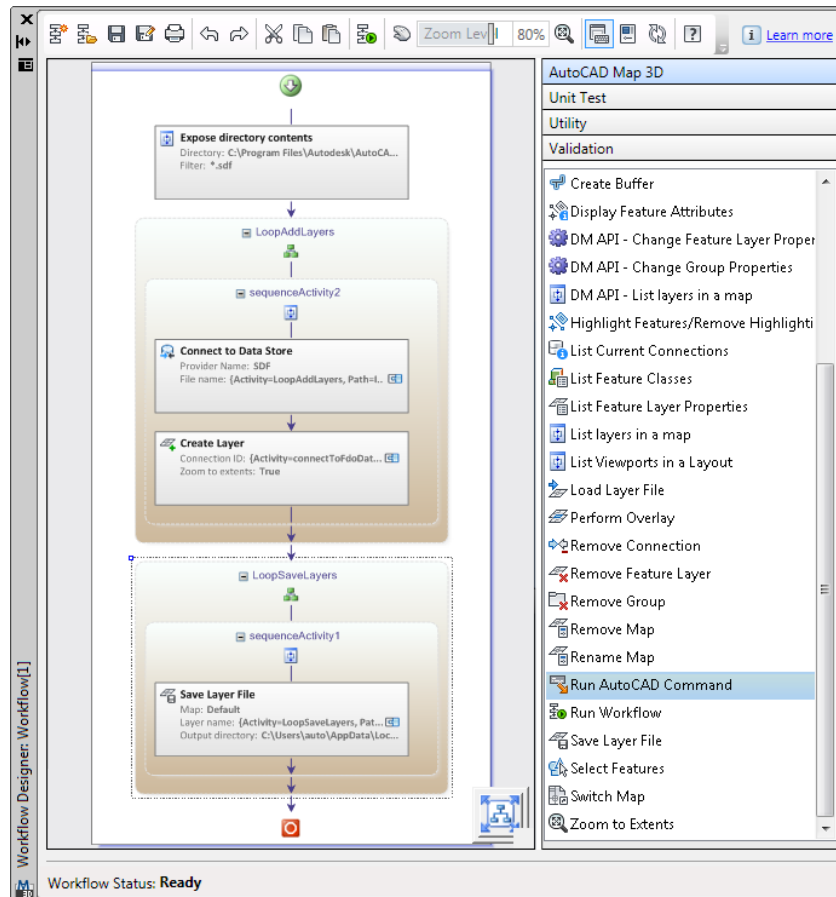 Zoom Level
80%
Learn more
Expose directory contents
Directory: C:\Program Files\Autodesk\AutoCA...
Filter: *.sdf
LoopAddLayers
sequenceActivity2
Connect to Data Store
Provider Name: SDF
File name: {Activity=LoopAddLayers, Path=I..
Create Layer
Connection ID: {Activity=connectToFdoDat...
Zoom to extents: True
LoopSaveLayers
sequenceActivity1
Save Layer File
Map: Default
Layer name: {Activity=LoopSaveLayers, Pat...
Output directory: C:\Users\auto\AppData\Loc...
AutoCAD Map 3D
Unit Test
Utility
Validation
Create Buffer
Display Feature Attributes
DM API - Change Feature Layer Proper
DM API - Change Group Properties
DM API - List layers in a map
Highlight Features/Remove Highlighti
List Current Connections
List Feature Classes
List Feature Layer Properties
List layers in a map
List Viewports in a Layout
Load Layer File
Perform Overlay
Remove Connection
Remove Feature Layer
Remove Group
Remove Map
Rename Map
Run AutoCAD Command
Run Workflow
Save Layer File
Select Features
Switch Map
Zoom to Extents
Workflow Designer: Workflow[1]
Workflow Status: Ready